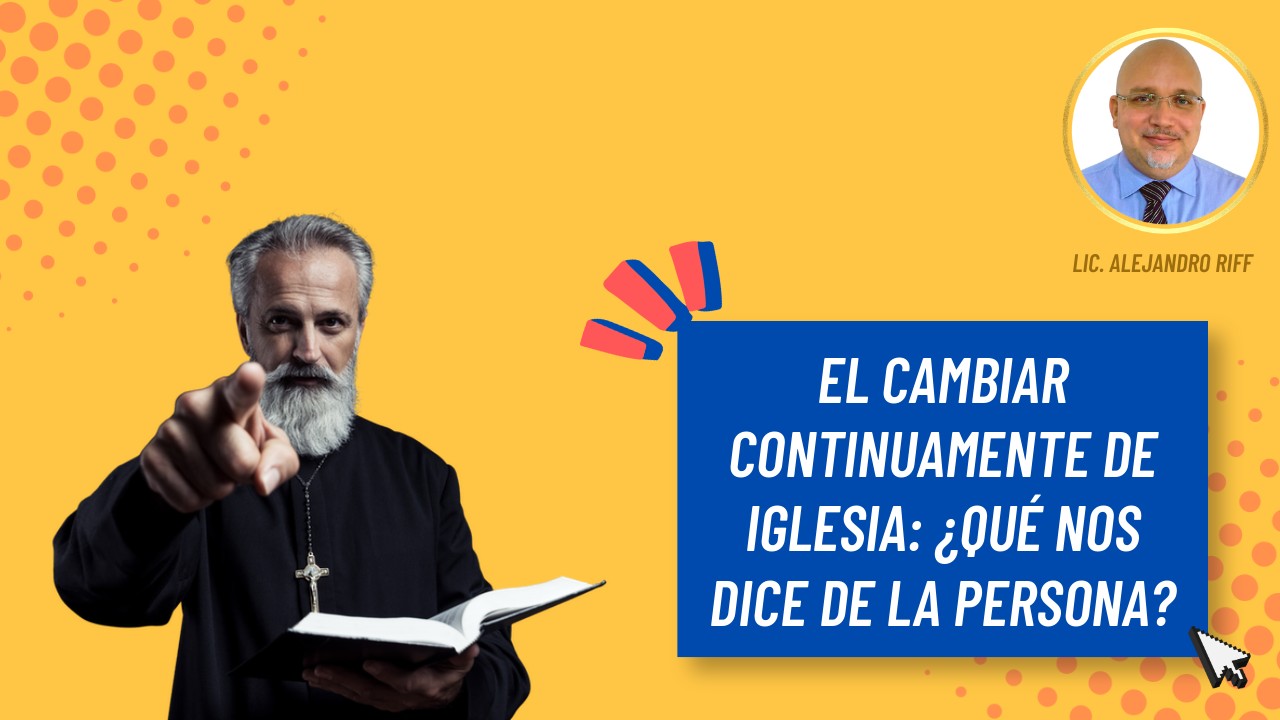 LIC. ALEJANDRO RIFF
EL CAMBIAR
CONTINUAMENTE DE
IGLESIA: ¿QUÉ NOS
DICE DE LA PERSONA?